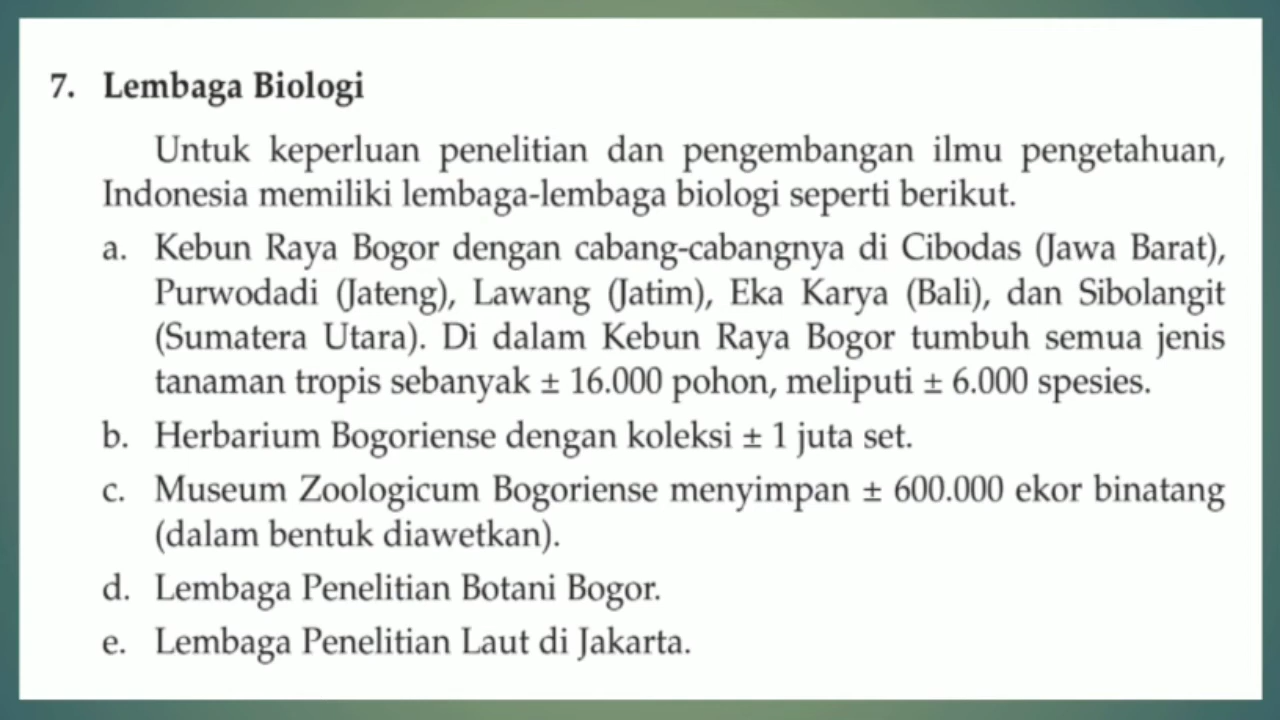 7. Lembaga Biologi
Untuk keperluan penelitian dan pengembangan ilmu pengetahuan,
Indonesia memiliki lembaga-lembaga biologi seperti berikut.
a. Kebun Raya Bogor dengan cabang-cabangnya di Cibodas (Jawa Barat),
Purwodadi (Jateng), Lawang (Jatim), Eka Karya (Bali), dan Sibolangit
(Sumatera Utara). Di dalam Kebun Raya Bogor tumbuh semua jenis
tanaman tropis sebanyak ± 16.000 pohon, meliputi ± 6.000 spesies.
b. Herbarium Bogoriense dengan koleksi ± 1 juta set.
c. Museum Zoologicum Bogoriense menyimpan ± 600.000 ekor binatang
(dalam bentuk diawetkan).
d. Lembaga Penelitian Botani Bogor.
e. Lembaga Penelitian Laut di Jakarta.